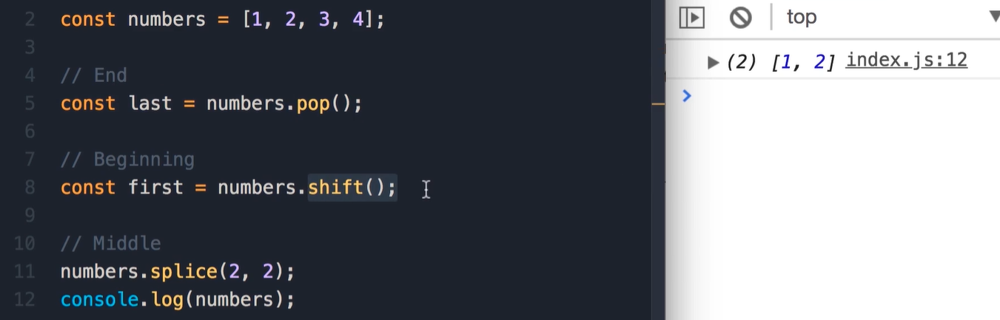 2 const numbers = [1, 2, 3, 4];
3
4 // End
5 const last = numbers.pop();
6
7 // Beginning
8 const first = numbers.shift();
9
10 // Middle
11 numbers.splice(2, 2);
12 console.log(numbers);
top
(2) [1, 2] index.js:12